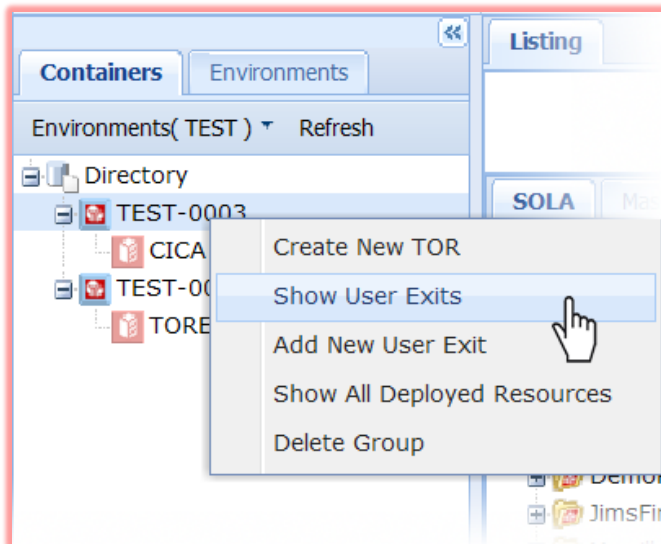 Listing
Containers Environments
Environments( TEST ) Refresh
Directory
SOLA
TEST-0003
CICA
Create New TOR
TEST-00
Show User Exits
TORE
Add New User Exit
Show All Deployed Resources
Delete Group
JimsFin